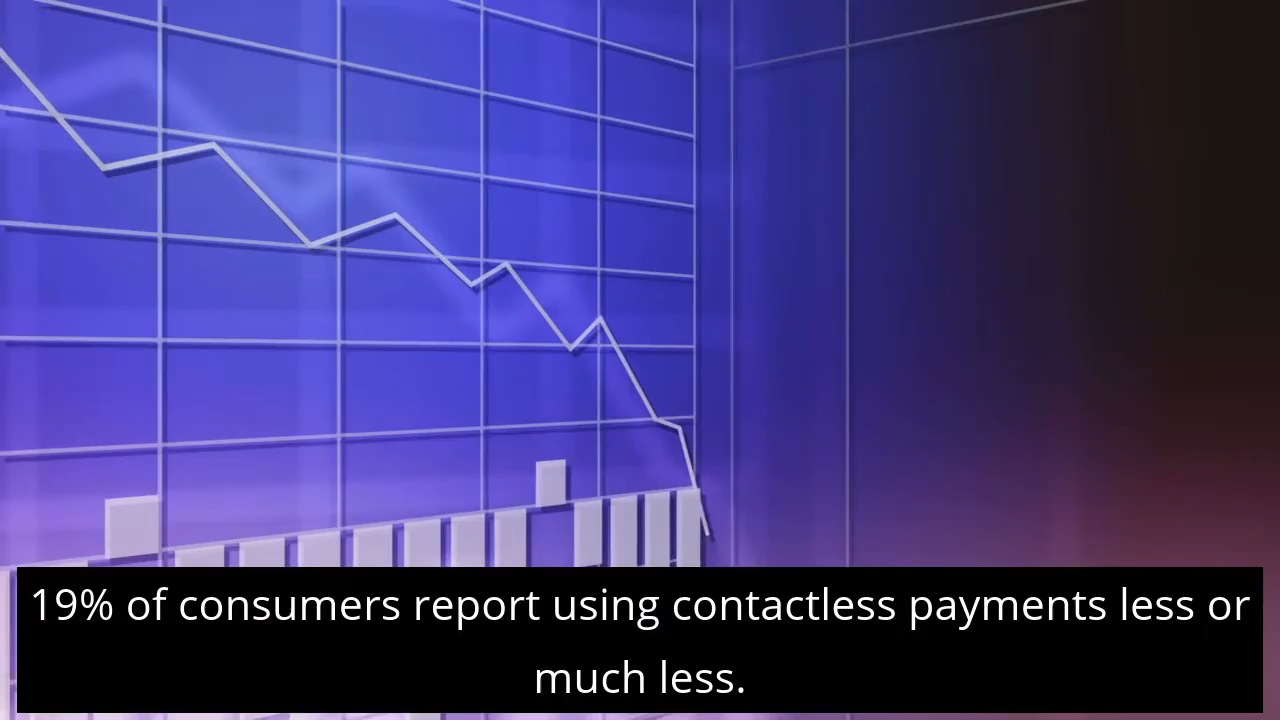 19% of consumers report using contactless payments less or
much less.